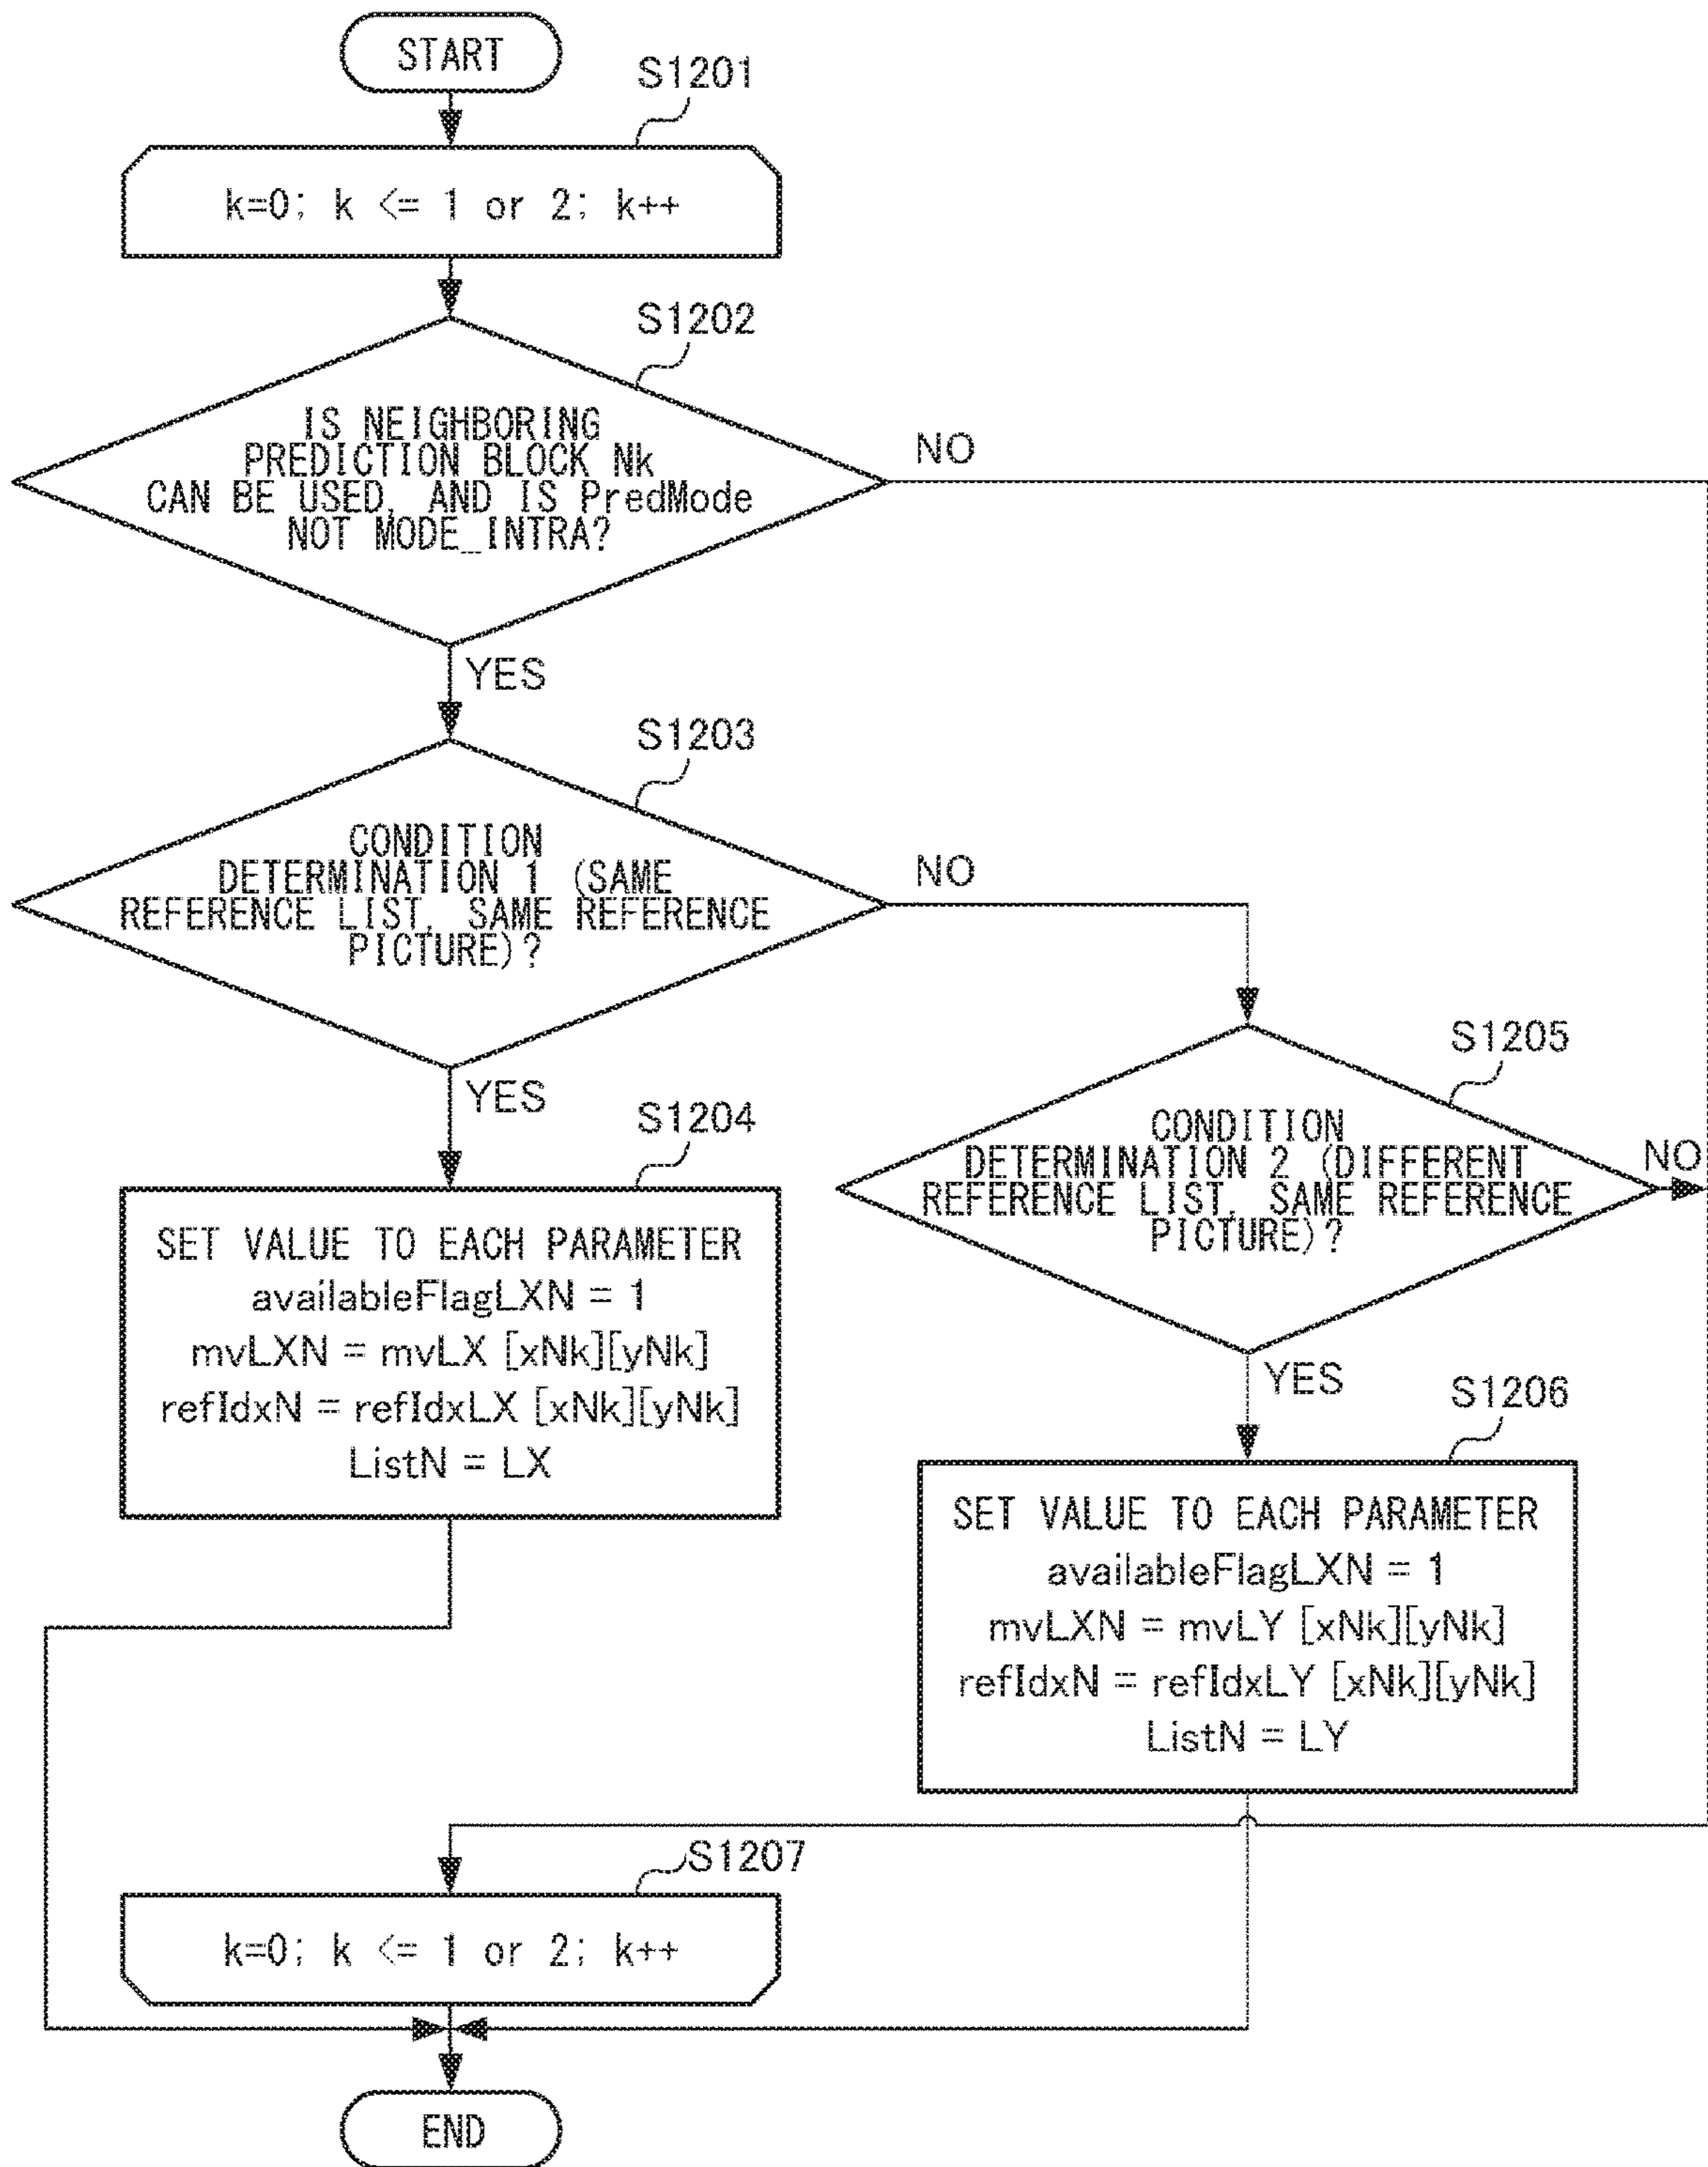 START
S1201
k=0; k <= 1 or 2; k++
S1202
IS NEIGHBORING
PREDICTION BLOCK Nk
CAN BE USED, AND IS PredMode
NOT MODE_INTRA?
NO
YES
S1203
CONDITION
DETERMINATION 1 (SAME
REFERENCE LIST, SAME REFERENCE
PICTURE)?
NO
YES
S1204
SET VALUE TO EACH PARAMETER
availableFlagLXN = 1
mvLXN = mvLX [xNk][yNk]
refIdxN = refIdxLX [xNk][yNk]
ListN = LX
S1205
CONDITION
DETERMINATION 2 (DIFFERENT
REFERENCE LIST, SAME REFERENCE
PICTURE)?
NO
YES
S1206
SET VALUE TO EACH PARAMETER
availableFlagLXN = 1
mvLXN = mvLY [xNk][yNk]
refIdxN = refIdxLY [xNk][yNk]
ListN = LY
S1207
k=0; k <= 1 or 2; k++
END